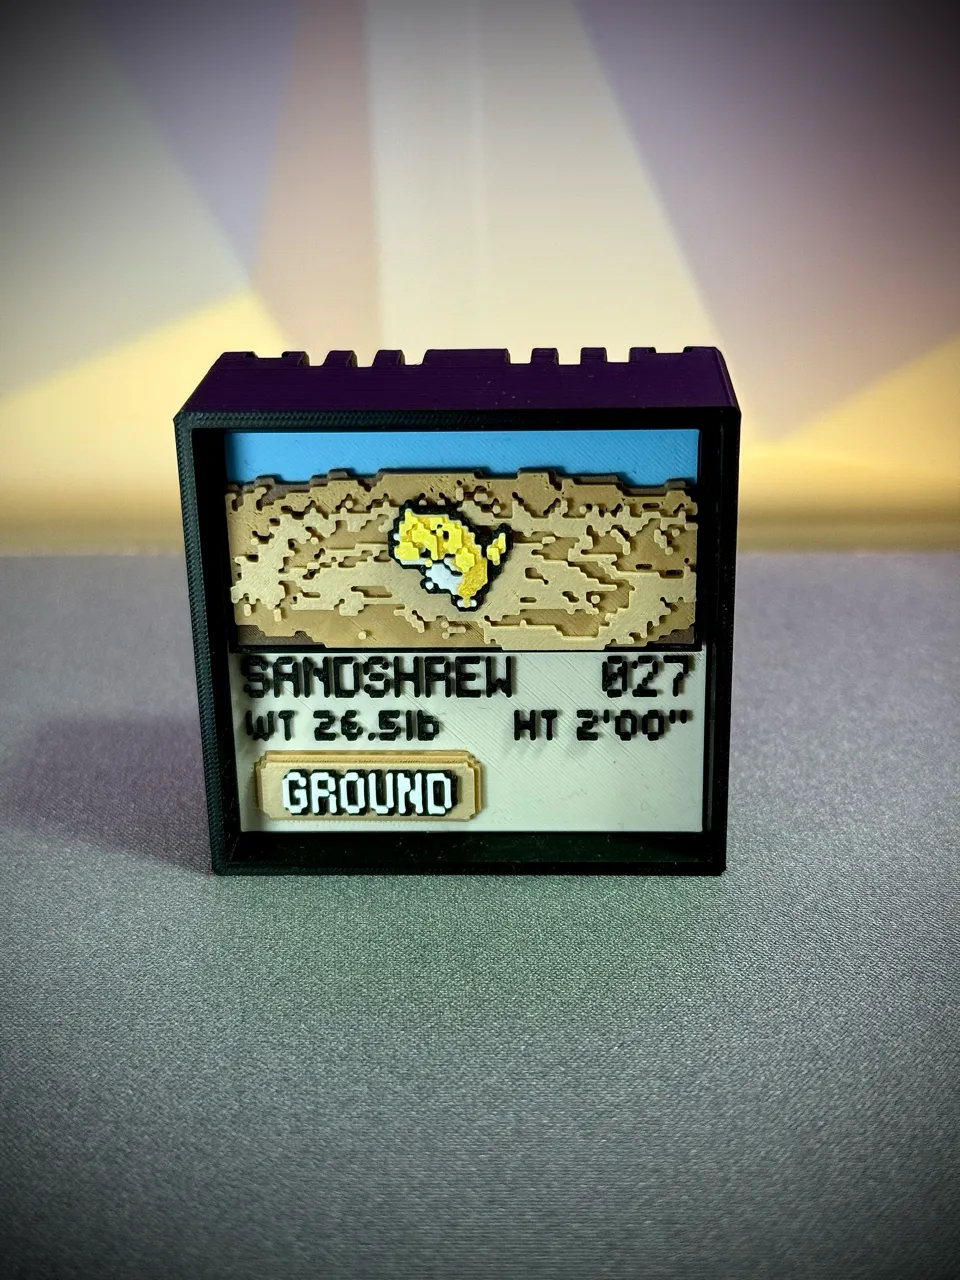 SANDSHREW 027
WT 26.5lb HT 2'00"
GROUND